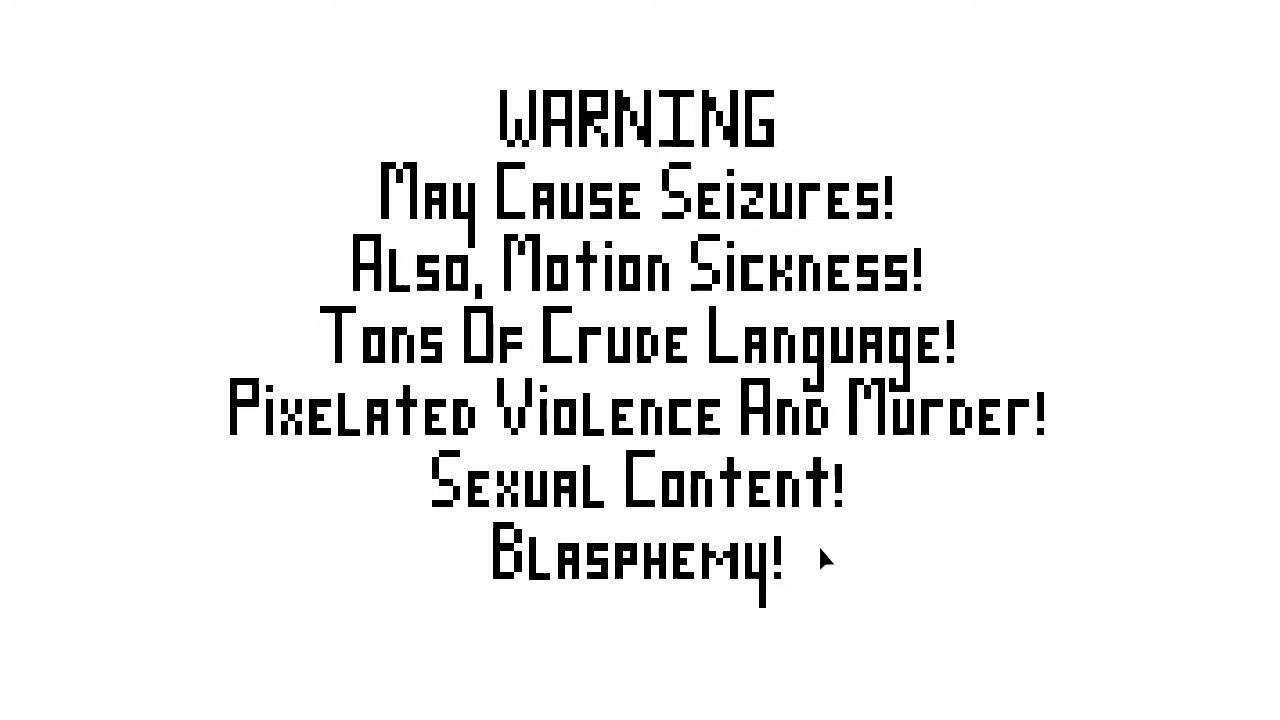 WARNING
May Cause Seizures!
Also, Motion Sickness!
Tons Of Crude Language!
Pixelated Violence And Murder!
Sexual Content!
Blasphemy!